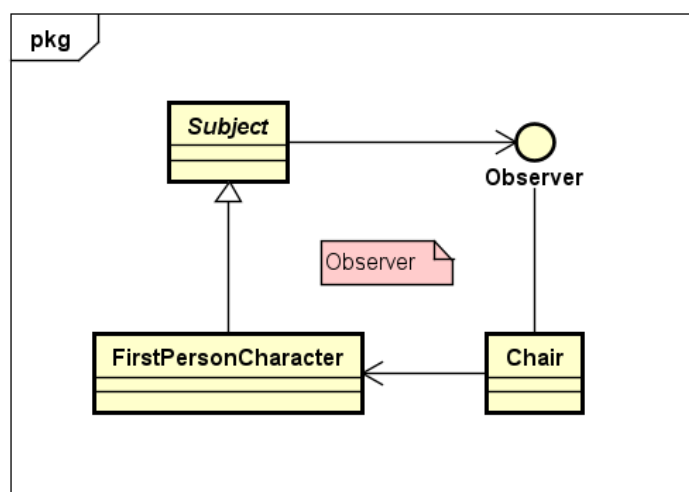 pkg
Subject
Observer
Observer
FirstPersonCharacter
Chair